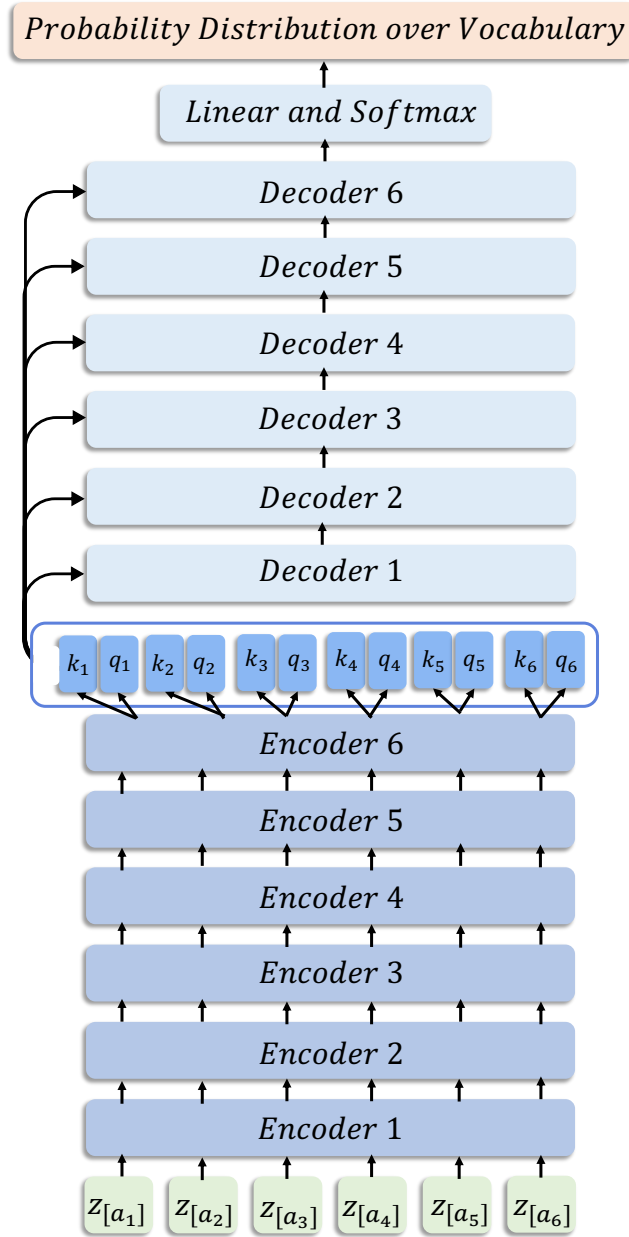 Probability Distribution over Vocabulary
Linear and Softmax
Decoder 6
Decoder 5
Decoder 4
Decoder 3
Decoder 2
Decoder 1
k₁ q₁ k₂ q₂ k₃ q₃ k₄ q₄ k₅ q₅ k₆ q₆
Encoder 6
Encoder 5
Encoder 4
Encoder 3
Encoder 2
Encoder 1
z[a₁] z[a₂] z[a₃] z[a₄] z[a₅] z[a₆]